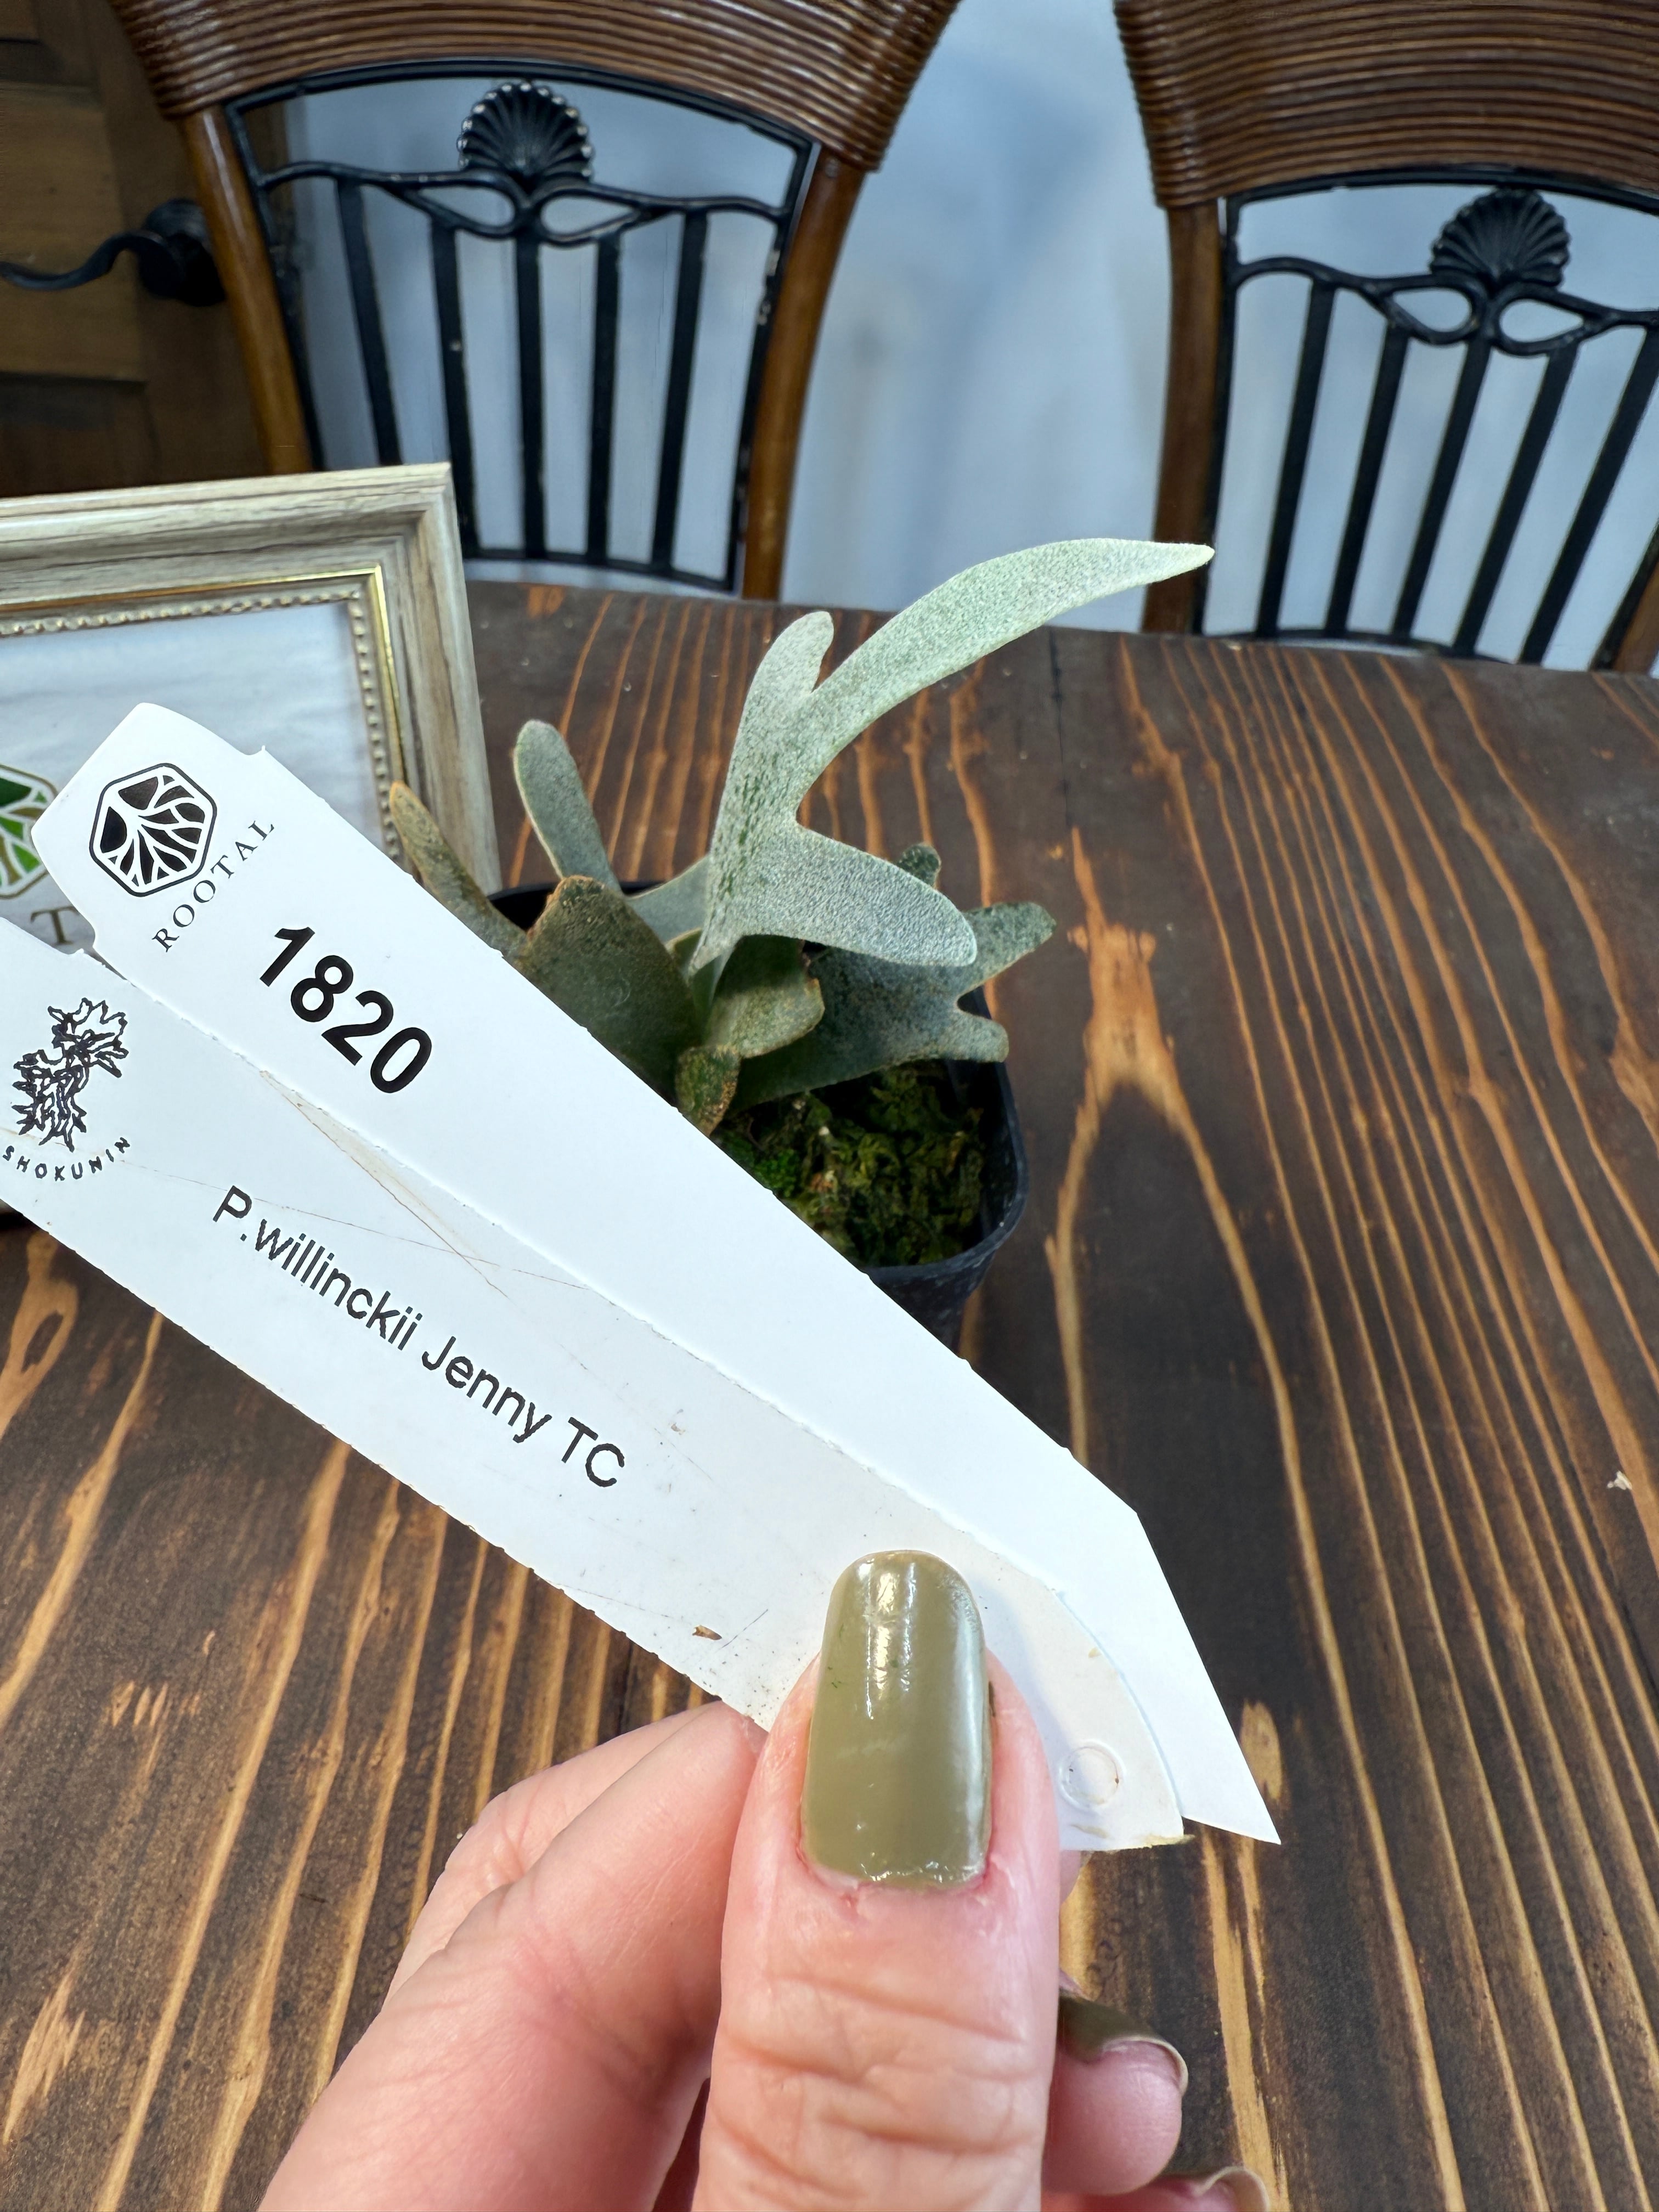 ROOTAL
1820
SHOKUNIN
P.willinckii Jenny TC
T